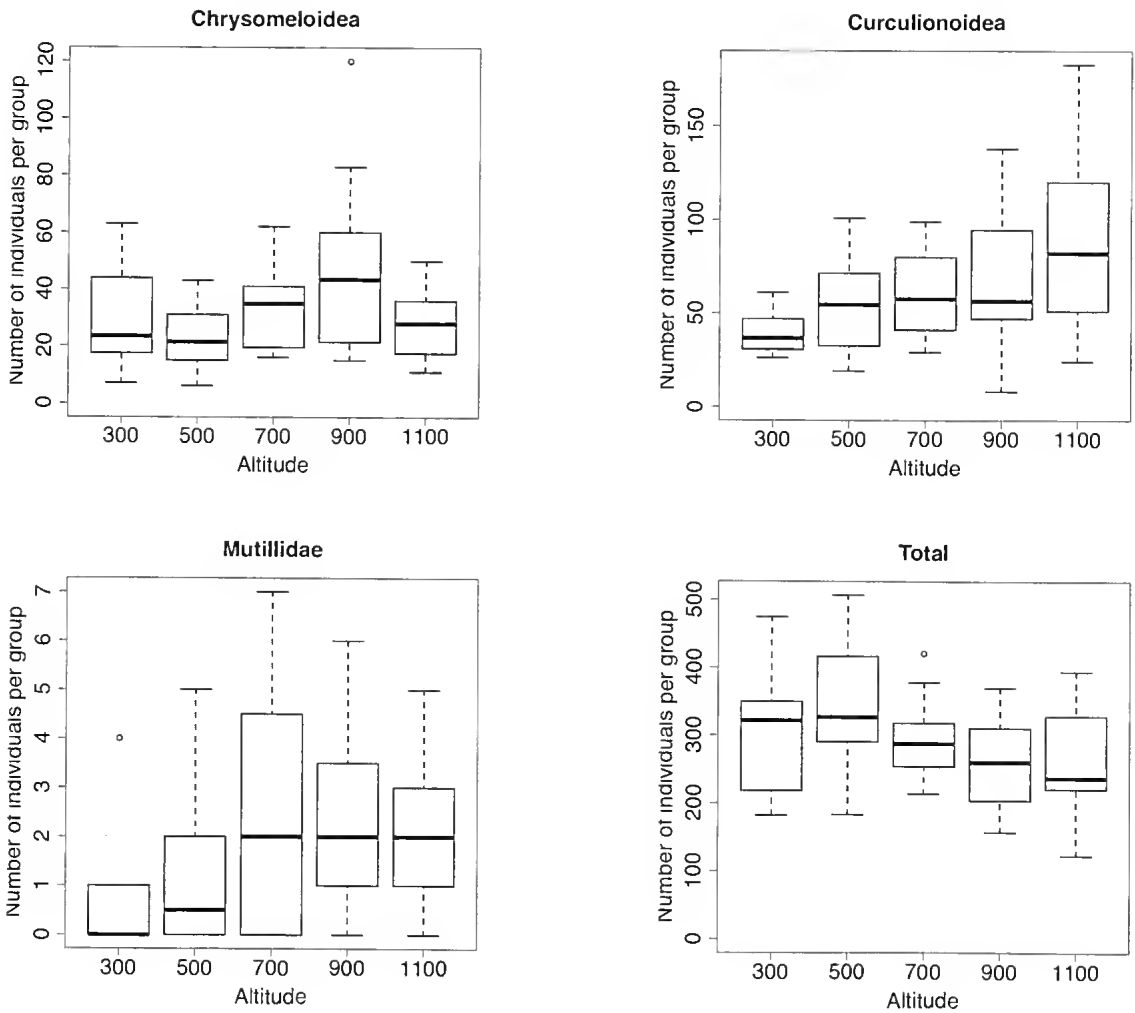 Chrysomeloidea
Number of individuals per group
0 20 40 60 80 100 120
300 500 700 900 1100
Altitude
Curculionoidea
Number of individuals per group
0 50 100 150
300 500 700 900 1100
Altitude
Mutillidae
Number of individuals per group
0 1 2 3 4 5 6 7
300 500 700 900 1100
Altitude
Total
Number of individuals per group
0 100 200 300 400 500
300 500 700 900 1100
Altitude